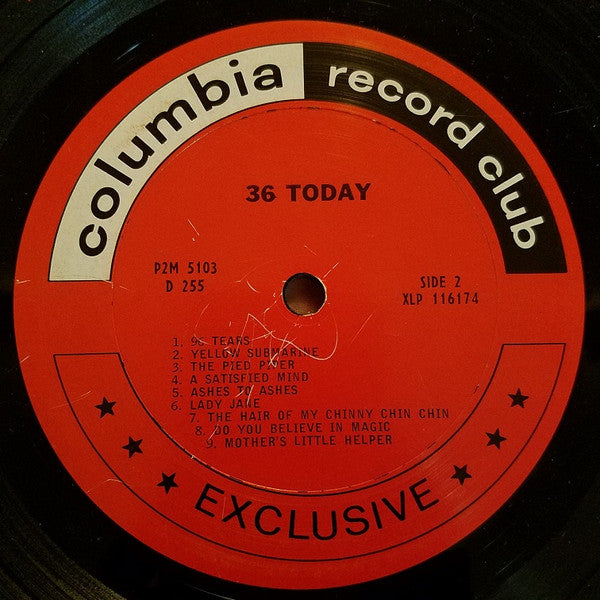 columbia record club
36 TODAY
P2M 5103
D 255
SIDE 2
XLP 116174
1. 96 TEARS
2. YELLOW SUBMARINE
3. THE PIED PIPER
4. A SATISFIED MIND
5. ASHES TO ASHES
6. LADY JANE
7. THE HAIR OF MY CHINNY CHIN CHIN
8. DO YOU BELIEVE IN MAGIC
9. MOTHER'S LITTLE HELPER
EXCLUSIVE